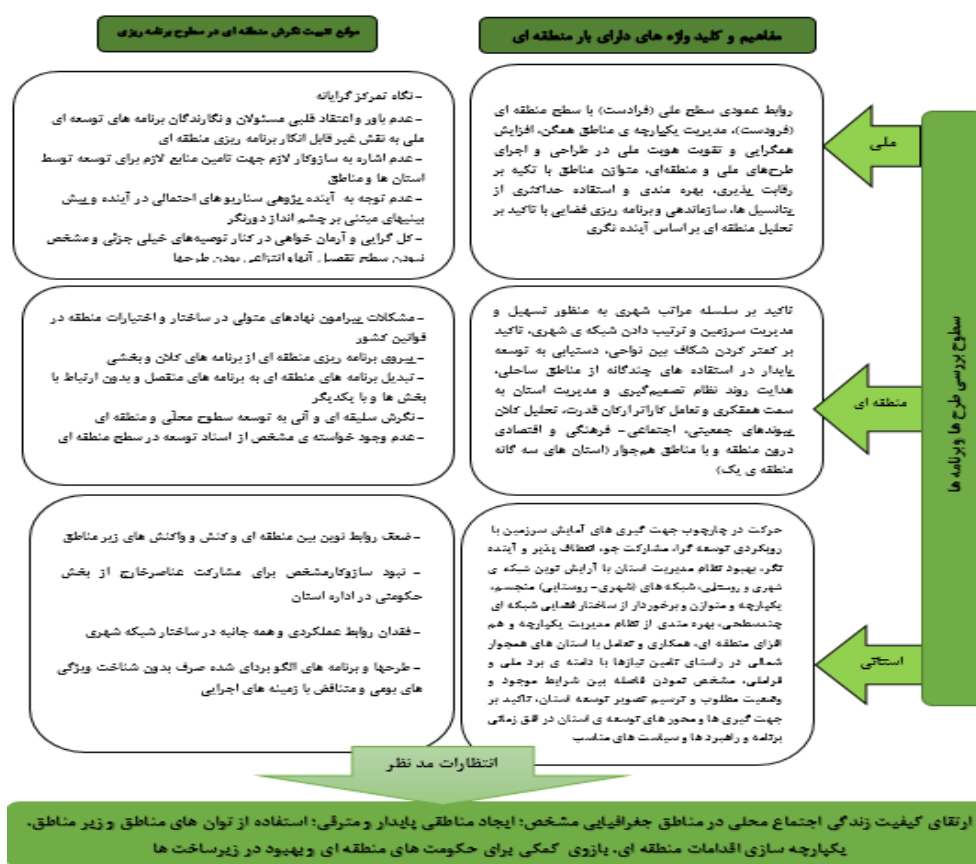 مفاهیم و کلید واژه های دارای بار منطقه ای
موانع تثبیت نگرش منطقه ای در سطوح برنامه ریزی
سطوح بررسی طرح ها وبرنامه ها
ملی
روابط عمودی سطح ملی (فرادست) با سطح منطقه ای
(فرودست)، مدیریت یکپارچه ی مناطق همگن، افزایش
همگرایی و تقویت هویت ملی در طراحی و اجرای
طرح‌های ملی و منطقه‌ای، متوازن مناطق با تکیه بر
رقابت پذیری، بهره مندی و استفاده حداکثری از
پتانسیل ها، سازماندهی وبرنامه ریزی فضایی با تاکید بر
تحلیل منطقه ای بر اساس آینده نگری
-نگاه تمرکز گرایانه
-عدم باور و اعتقاد قلبی مسئولان و نگارندگان برنامه های توسعه ای
ملی به نقش غیر قابل انکار برنامه ریزی منطقه ای
-عدم اشاره به سازوکار لازم جهت تامین منابع لازم برای توسعه توسط
استان ها و مناطق
-عدم توجه به آینده پژوهی سناریو های احتمالی در آینده و پیش
بینیهای مبتنی بر چشم انداز دورنگر
-کل گرایی و آرمان خواهی در کنار توصیه‌های خیلی جزئی و مشخص
نبودن سطح تفصیل آنهاو انتزاعی بودن طرحها
منطقه ای
تاکید بر سلسله مراتب شهری به منظور تسهیل و
مدیریت سرزمین و ترتیب دادن شبکه ی شهری، تاکید
بر کمتر کردن شکاف بین نواحی، دستیابی به توسعه
پایدار در استفاده های چندگانه از مناطق ساحلی،
هدایت روند نظام تصمیم‌گیری و مدیریت استان به
سمت همفکری و تعامل کاراتر ارکان قدرت، تحلیل کلان
پیوندهای جمعیتی، اجتماعی- فرهنگی و اقتصادی
درون منطقه و با مناطق هم‌جوار (استان های سه گانه
منطقه ی یک)
-مشکلات پیرامون نهادهای متولی در ساختار و اختیارات منطقه در
قوانین کشور
-پیروی برنامه ریزی منطقه ای از برنامه های کلان وبخشی
-تبدیل برنامه های منطقه ای به برنامه های منفصل و بدون ارتباط با
بخش ها و با یکدیگر
-نگرش سلیقه ای و آنی به توسعه سطوح محلّی و منطقه ای
-عدم وجود خواسته ی مشخص از اسناد توسعه در سطح منطقه ای
استانی
حرکت در چارچوب جهت گیری های آمایش سرزمین با
رویکردی توسعه گرا، مشارکت جو، انعطاف پذیر و آینده
نگر، بهبود نظام مدیریت استان با آرایش نوین شبکه ی
شهری و روستایی، شبکه های (شهری- روستایی) منجسم،
یکپارچه و متوازن وبرخوردار از ساختار فضایی شبکه ای
چندسطحی، بهره مندی از نظام مدیریت یکپارچه و هم
افزای منطقه ای، همکاری و تعامل با استان های همجوار
شمالی در راستای تامین نیازها با دامنه ی برد ملی و
فراملی، مشخص نمودن فاصله بین شرایط موجود و
وضعیت مطلوب و ترسیم تصویر توسعه استان، تاکید بر
جهت گیری ها و محور های توسعه ی استان در افق زمانی
برنامه و راهبرد ها و سیاست های مناسب
-ضعف روابط نوین بین منطقه ای و کنش و واکنش های زیر مناطق
- نبود سازوکارمشخص برای مشارکت عناصرخارج از بخش
حکومتی در اداره استان
-فقدان روابط عملکردی و همه جانبه در ساختار شبکه شهری
-طرحها و برنامه های الگو بردای شده صرف بدون شناخت ویژگی
های بومی و متناقض با زمینه های اجرایی
انتظارات مد نظر
ارتقای کیفیت زندگی اجتماع محلی در مناطق جغرافیایی مشخص؛ ایجاد مناطقی پایدار و مترقی؛ استفاده از توان های مناطق و زیر مناطق،
یکپارچه سازی اقدامات منطقه ای، بازوی کمکی برای حکومت های منطقه ای و بهبود در زیرساخت ها